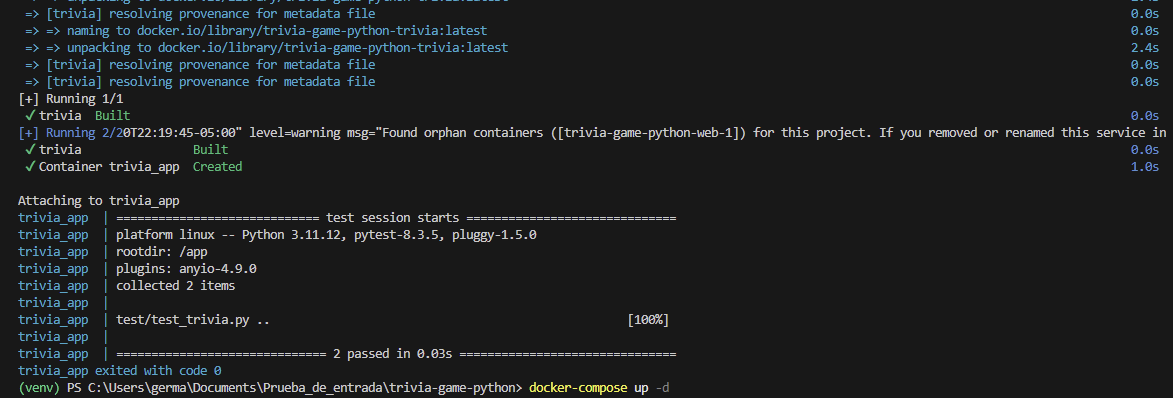 => [trivia] resolving provenance for metadata file 0.0s
=> => naming to docker.io/library/trivia-game-python-trivia:latest 0.0s
=> => unpacking to docker.io/library/trivia-game-python-trivia:latest 2.4s
=> [trivia] resolving provenance for metadata file 0.0s
=> [trivia] resolving provenance for metadata file 0.0s
[+] Running 1/1
✓ trivia Built 0.0s
[+] Running 2/20T22:19:45-05:00" level=warning msg="Found orphan containers ([trivia-game-python-web-1]) for this project. If you removed or renamed this service in
✓ trivia Built 0.0s
✓ Container trivia_app Created 1.0s
Attaching to trivia_app
trivia_app | ============================= test session starts ==============================
trivia_app | platform linux -- Python 3.11.12, pytest-8.3.5, pluggy-1.5.0
trivia_app | rootdir: /app
trivia_app | plugins: anyio-4.9.0
trivia_app | collected 2 items
trivia_app |
trivia_app | test/test_trivia.py .. [100%]
trivia_app |
trivia_app | ============================== 2 passed in 0.03s ===============================
trivia_app exited with code 0
(venv) PS C:\Users\germa\Documents\Prueba_de_entrada\trivia-game-python> docker-compose up -d